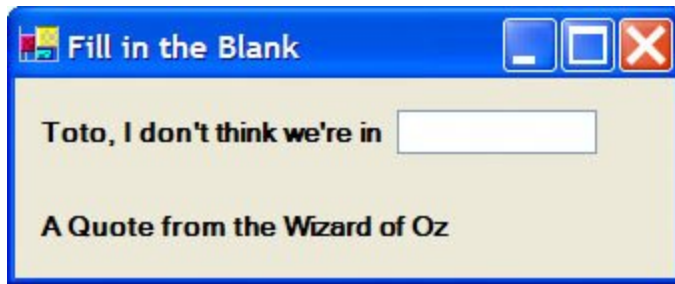 Fill in the Blank
Toto, I don't think we're in
A Quote from the Wizard of Oz